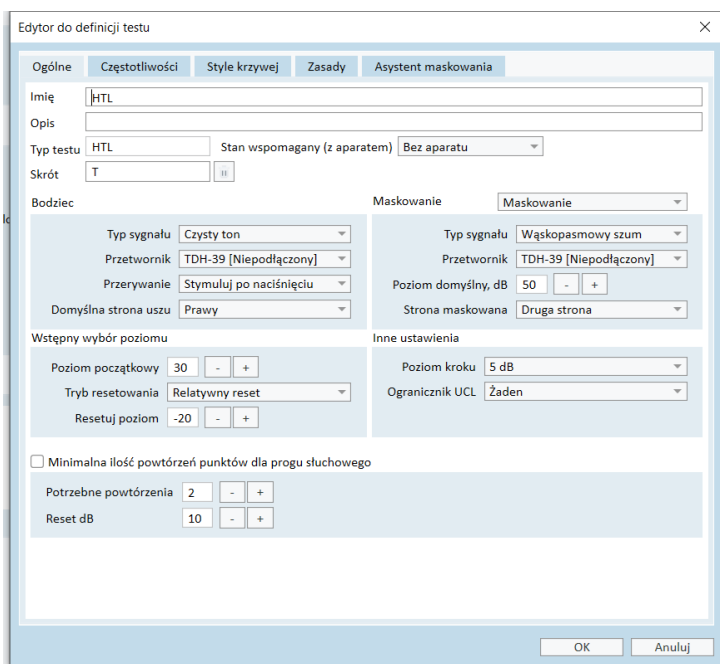 Edytor do definicji testu
Ogólne Częstotliwości Style krzywej Zasady Asystent maskowania
Imię HTL
Opis
Typ testu HTL Stan wspomagany (z aparatem) Bez aparatu
Skrót T
Bodziec
Typ sygnału Czysty ton
Przetwornik TDH-39 [Niepodłączony]
Przerywanie Stymuluj po naciśnięciu
Domyślna strona uszu Prawy
Maskowanie Maskowanie
Typ sygnału Wąskopasmowy szum
Przetwornik TDH-39 [Niepodłączony]
Poziom domyślny, dB 50 - +
Strona maskowana Druga strona
Wstępny wybór poziomu
Poziom początkowy 30 - +
Tryb resetowania Relatywny reset
Resetuj poziom -20 - +
Inne ustawienia
Poziom kroku 5 dB
Ogranicznik UCL Żaden
Minimalna ilość powtórzeń punktów dla progu słuchowego
Potrzebne powtórzenia 2 - +
Reset dB 10 - +
OK Anuluj